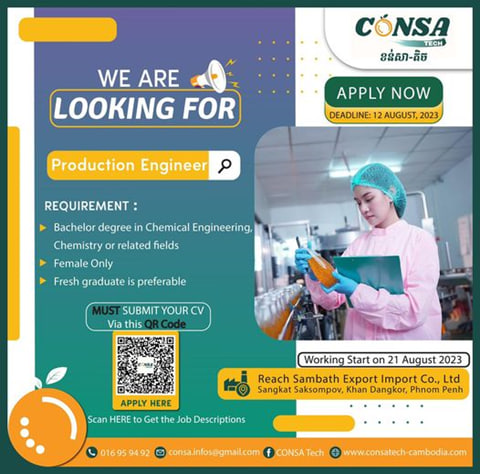 CONSA
TECH
ខន់សា-តិច
WE ARE
LOOKING FOR
APPLY NOW
DEADLINE: 12 AUGUST, 2023
Production Engineer
REQUIREMENT :
Bachelor degree in Chemical Engineering,
Chemistry or related fields
Female Only
Fresh graduate is preferable
MUST SUBMIT YOUR CV
Via this QR Code
CONSA
APPLY HERE
Scan HERE to Get the Job Descriptions
Working Start on 21 August 2023
Reach Sambath Export Import Co., Ltd
Sangkat Saksompov, Khan Dangkor, Phnom Penh
016 95 94 92
consa.infos@gmail.com
CONSA Tech
www.consatech-cambodia.com